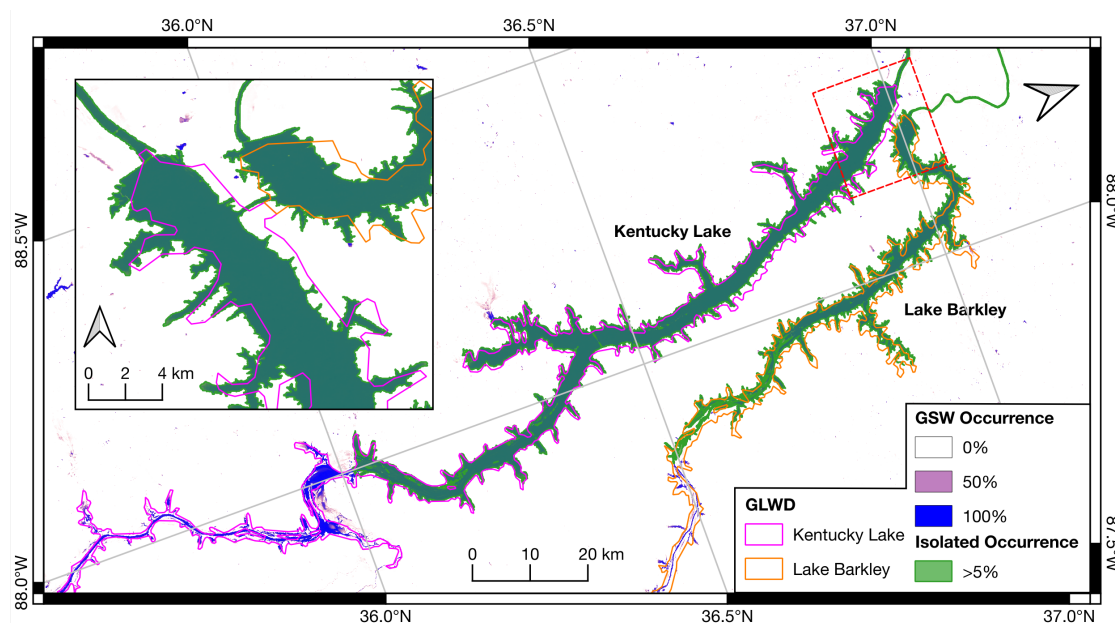 36.0°N
36.5°N
37.0°N
88.5°W
88.0°W
Kentucky Lake
Lake Barkley
0 2 4 km
0 10 20 km
GSW Occurrence
0%
50%
100%
Isolated Occurrence
>5%
GLWD
Kentucky Lake
Lake Barkley
88.0°W
87.5°W
36.0°N
36.5°N
37.0°N